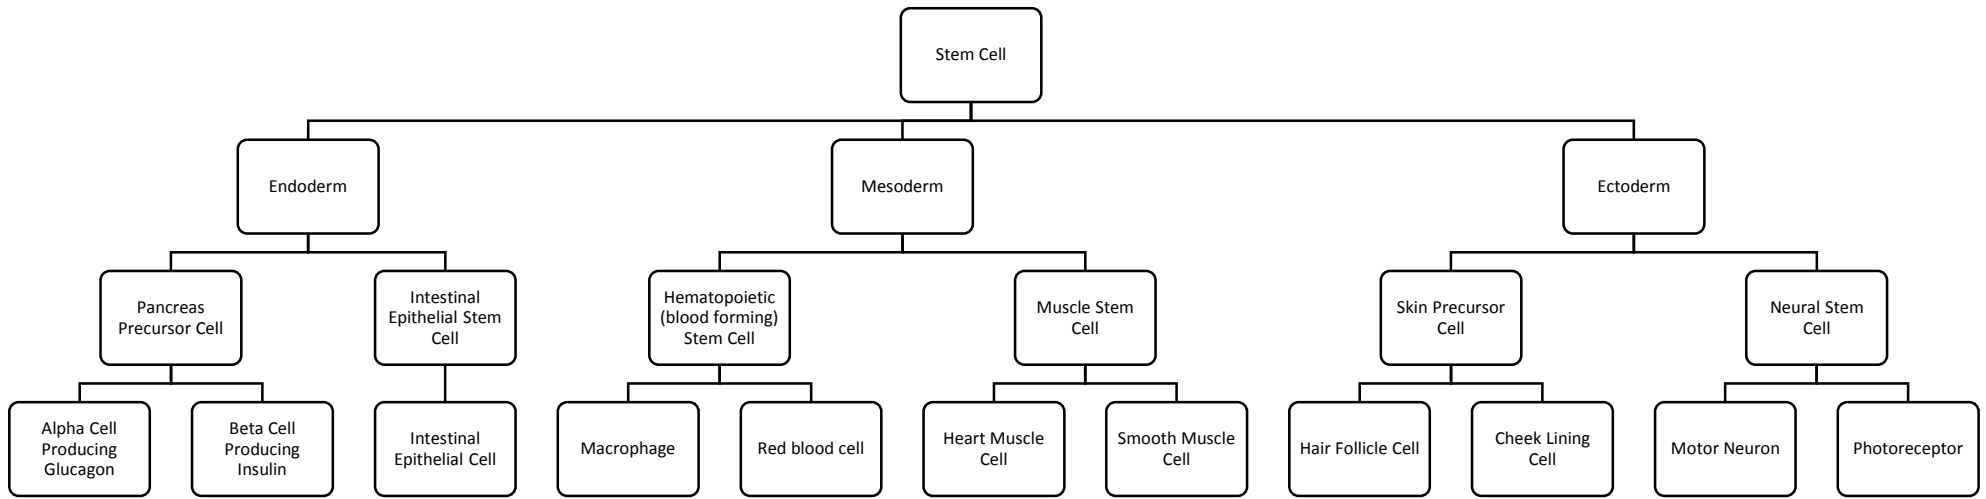 Stem Cell
Endoderm
Mesoderm
Ectoderm
Pancreas
Precursor Cell
Intestinal
Epithelial Stem
Cell
Hematopoietic
(blood forming)
Stem Cell
Muscle Stem
Cell
Skin Precursor
Cell
Neural Stem
Cell
Alpha Cell
Producing
Glucagon
Beta Cell
Producing
Insulin
Intestinal
Epithelial Cell
Macrophage
Red blood cell
Heart Muscle
Cell
Smooth Muscle
Cell
Hair Follicle Cell
Cheek Lining
Cell
Motor Neuron
Photoreceptor